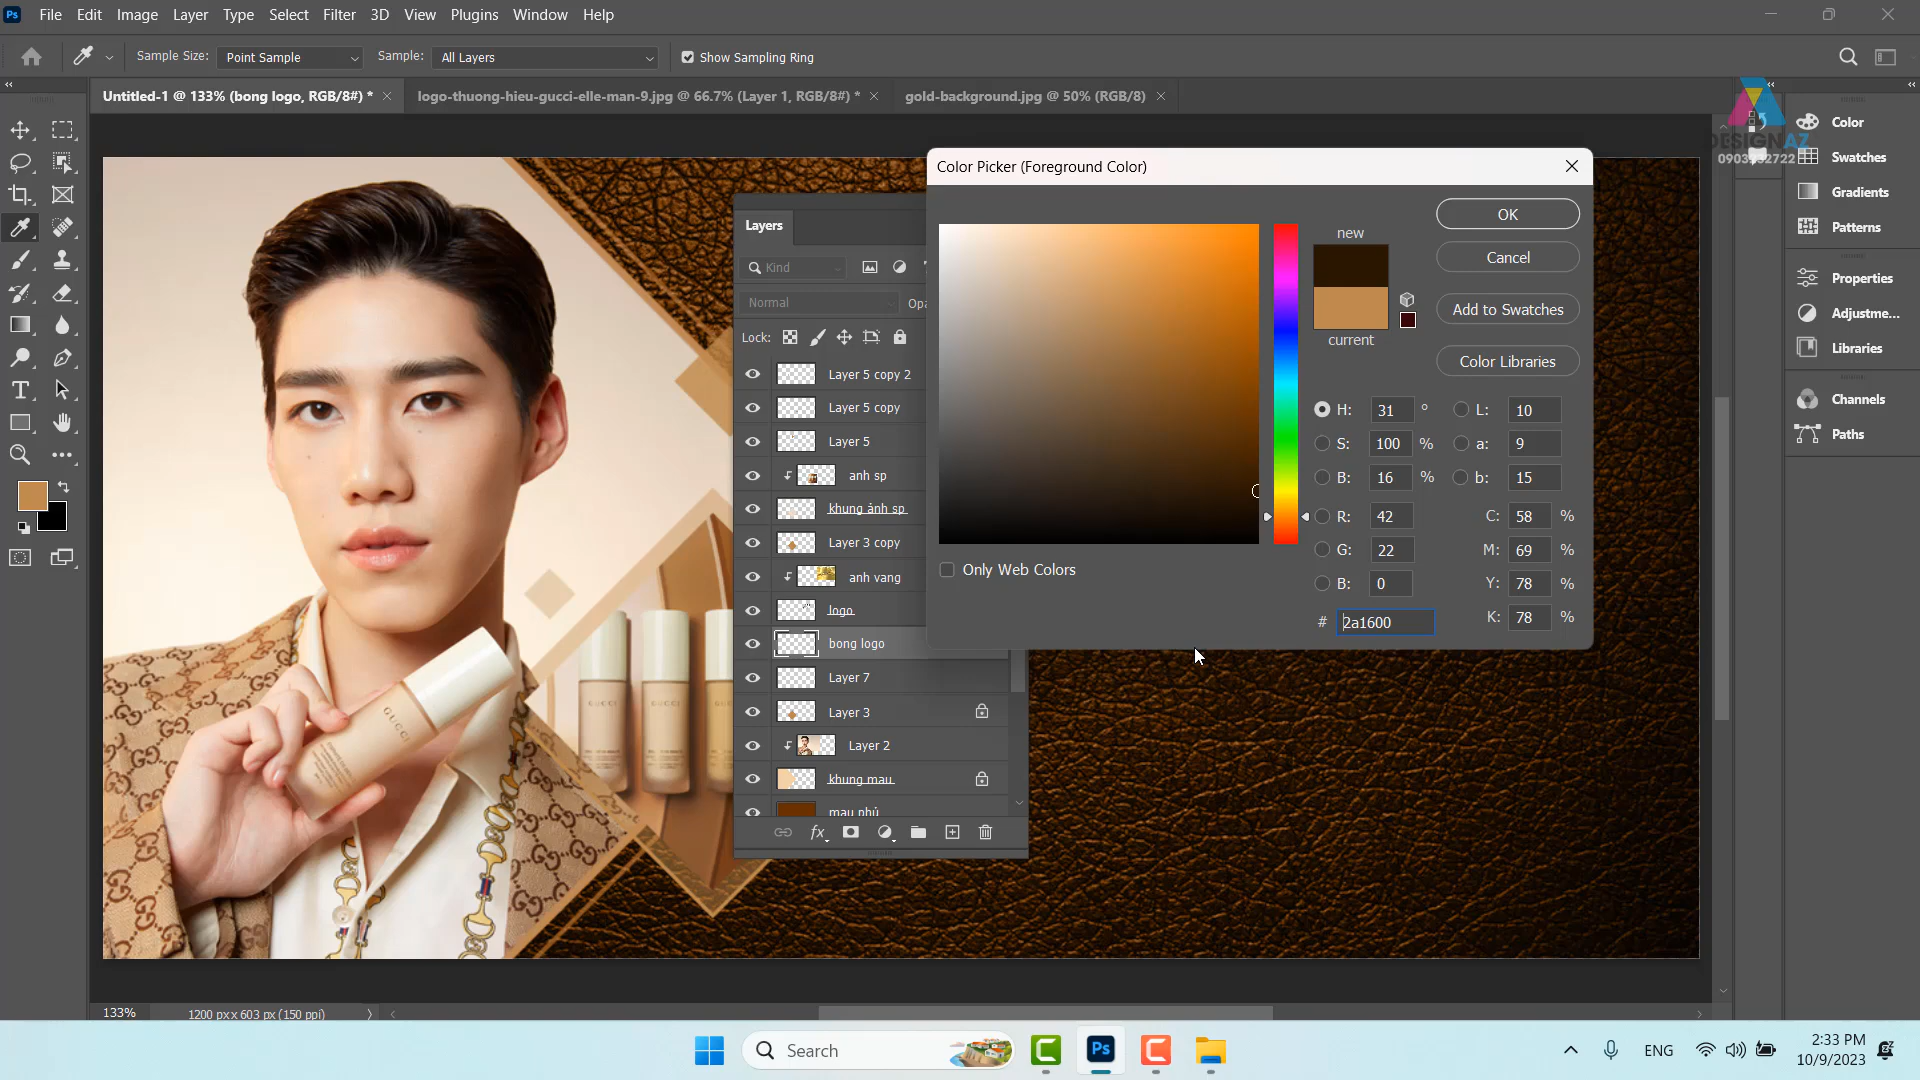 Ps File Edit Image Layer Type Select Filter 3D View Plugins Window Help
Sample Size: Point Sample Sample: All Layers Show Sampling Ring
Untitled-1 @ 133% (bong logo, RGB/8#) * logo-thuong-hieu-gucci-elle-man-9.jpg @ 66.7% (Layer 1, RGB/8#) * gold-background.jpg @ 50% (RGB/8)
DESIGNAZ
Color
Swatches
Gradients
Patterns
Properties
Adjustme...
Libraries
Channels
Paths
Color Picker (Foreground Color)
new
current
OK
Cancel
Add to Swatches
Color Libraries
H: 31 ° L: 10
S: 100 % a: 9
B: 16 % b: 15
R: 42 C: 58 %
G: 22 M: 69 %
B: 0 Y: 78 %
# 2a1600 K: 78 %
Only Web Colors
Layers
Kind
Normal Opa
Lock:
Layer 5 copy 2
Layer 5 copy
Layer 5
anh sp
khung ảnh sp
Layer 3 copy
anh vang
logo
bong logo
Layer 7
Layer 3
Layer 2
khung mau
mau phủ
fx
GUCCI
GUCCI
GUCCI
133% 1200 px x 603 px (150 ppi)
Search
Ps
ENG
2:33 PM
10/9/2023